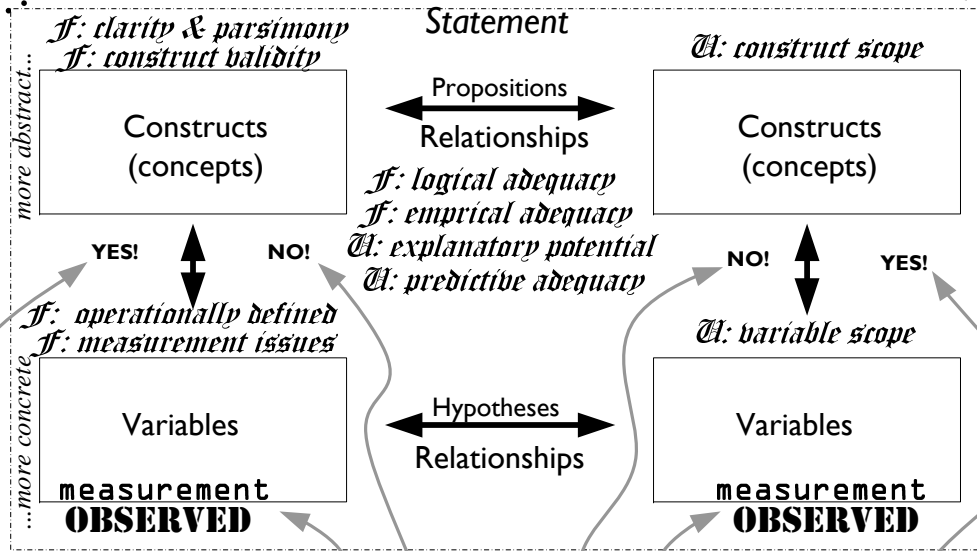 Statement
F: clarity & parsimony
F: construct validity
U: construct scope
more abstract...
Constructs
(concepts)
Propositions
Relationships
Constructs
(concepts)
F: logical adequacy
F: emprical adequacy
U: explanatory potential
U: predictive adequacy
YES!
NO!
NO!
YES!
F: operationally defined
F: measurement issues
U: variable scope
...more concrete
Variables
Hypotheses
Relationships
Variables
measurement
OBSERVED
measurement
OBSERVED